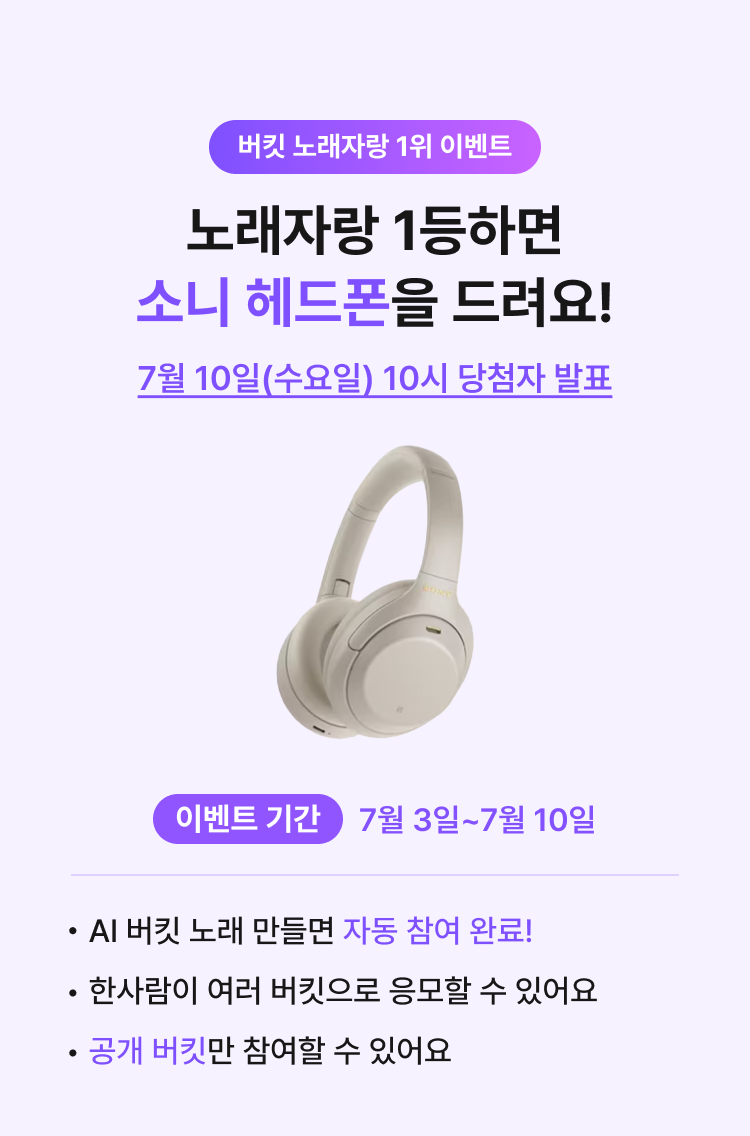 버킷 노래자랑 1위 이벤트
노래자랑 1등하면
소니 헤드폰을 드려요!
7월 10일(수요일) 10시 당첨자 발표
이벤트 기간 7월 3일~7월 10일
• AI 버킷 노래 만들면 자동 참여 완료!
• 한사람이 여러 버킷으로 응모할 수 있어요
• 공개 버킷만 참여할 수 있어요